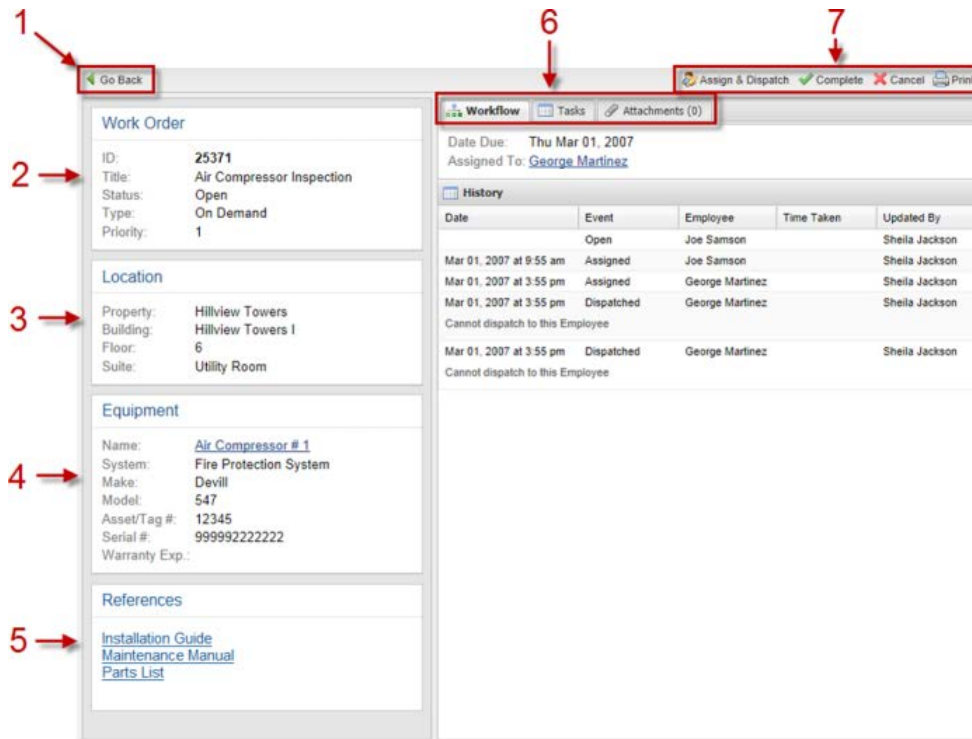 1
6
7
Go Back
Assign & Dispatch Complete Cancel Print
Workflow Tasks Attachments (0)
Work Order
2
ID: 25371
Title: Air Compressor Inspection
Status: Open
Type: On Demand
Priority: 1
Location
3
Property: Hillview Towers
Building: Hillview Towers I
Floor: 6
Suite: Utility Room
Equipment
4
Name: Air Compressor # 1
System: Fire Protection System
Make: Devill
Model: 547
Asset/Tag #: 12345
Serial #: 999992222222
Warranty Exp.:
References
5
Installation Guide
Maintenance Manual
Parts List
Date Due: Thu Mar 01, 2007
Assigned To: George Martinez
History
Date Event Employee Time Taken Updated By
Open Joe Samson Sheila Jackson
Mar 01, 2007 at 9:55 am Assigned Joe Samson Sheila Jackson
Mar 01, 2007 at 3:55 pm Assigned George Martinez Sheila Jackson
Mar 01, 2007 at 3:55 pm Dispatched George Martinez Sheila Jackson
Cannot dispatch to this Employee
Mar 01, 2007 at 3:55 pm Dispatched George Martinez Sheila Jackson
Cannot dispatch to this Employee